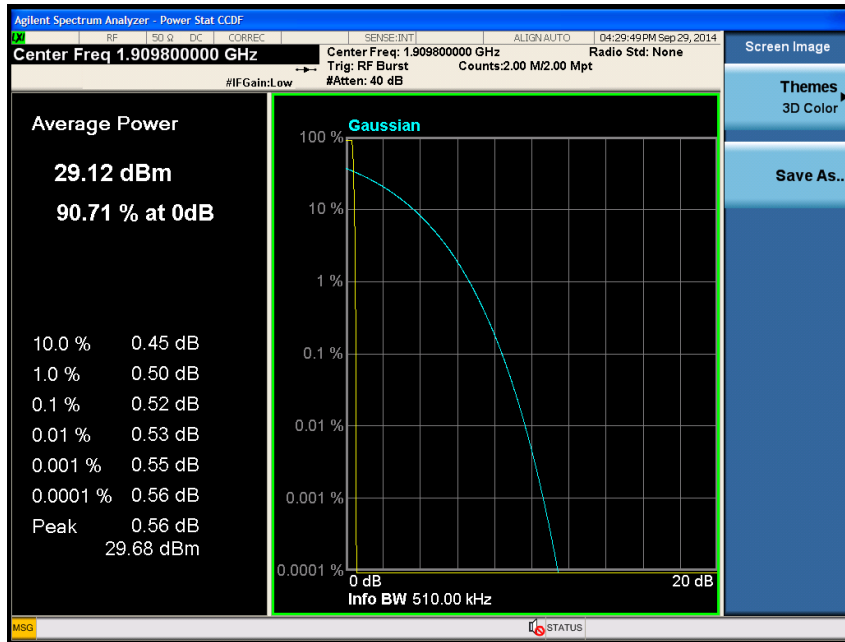 Agilent Spectrum Analyzer - Power Stat CCDF
LXI RF 50 Ω DC CORREC SENSE:INT ALIGN AUTO 04:29:49 PM Sep 29, 2014
Center Freq 1.909800000 GHz
Center Freq: 1.909800000 GHz Radio Std: None
Trig: RF Burst Counts:2.00 M/2.00 Mpt
#IFGain:Low #Atten: 40 dB
Screen Image
Themes
3D Color
Save As..
Average Power
29.12 dBm
90.71 % at 0dB
10.0 % 0.45 dB
1.0 % 0.50 dB
0.1 % 0.52 dB
0.01 % 0.53 dB
0.001 % 0.55 dB
0.0001 % 0.56 dB
Peak 0.56 dB
29.68 dBm
Gaussian
100 %
10 %
1 %
0.1 %
0.01 %
0.001 %
0.0001 %
0 dB 20 dB
Info BW 510.00 kHz
MSG STATUS